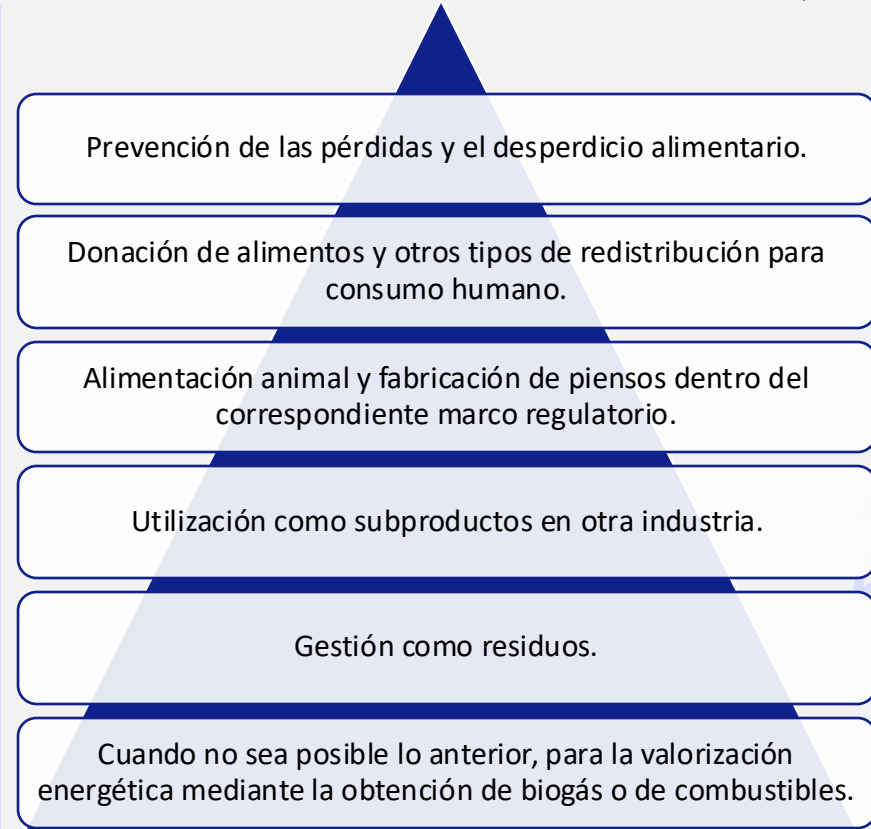 Prevención de las pérdidas y el desperdicio alimentario.
Donación de alimentos y otros tipos de redistribución para
consumo humano.
Alimentación animal y fabricación de piensos dentro del
correspondiente marco regulatorio.
Utilización como subproductos en otra industria.
Gestión como residuos.
Cuando no sea posible lo anterior, para la valorización
energética mediante la obtención de biogás o de combustibles.